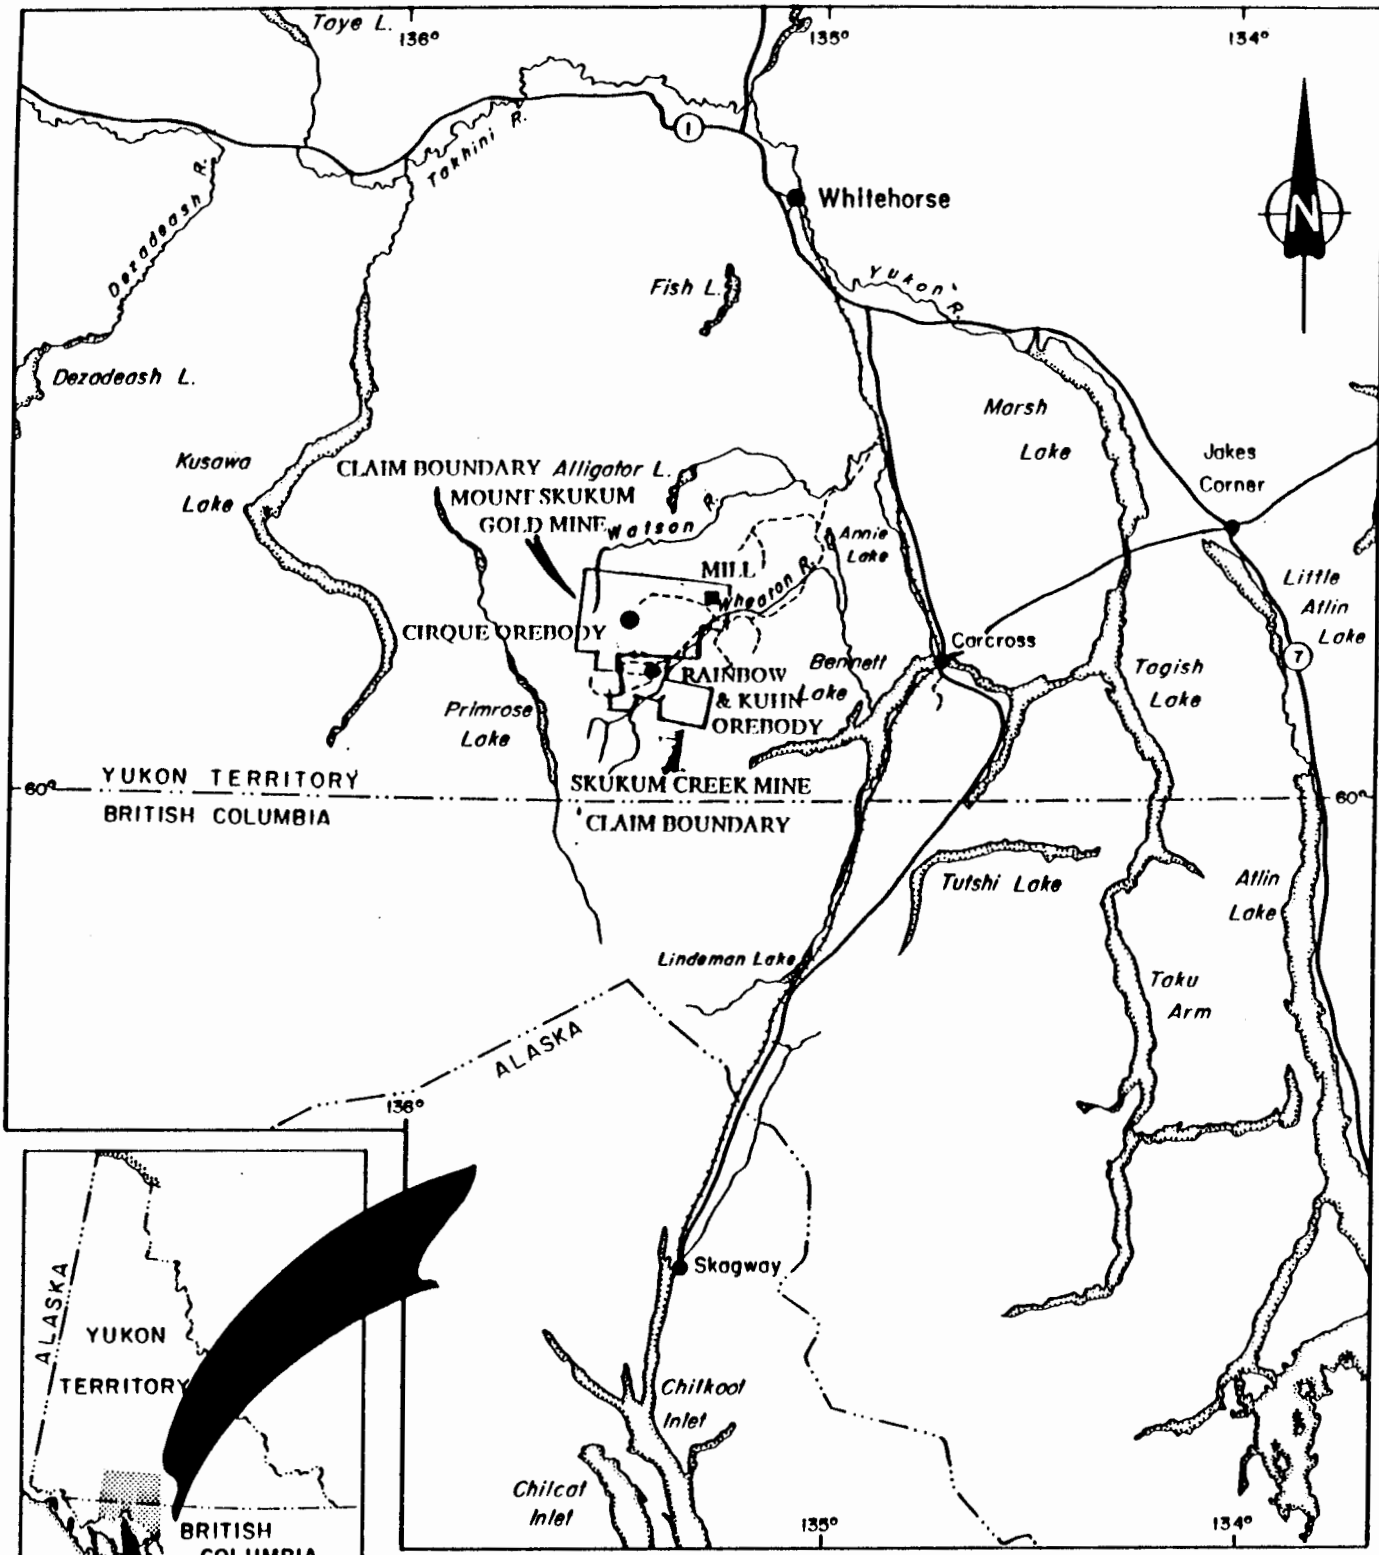 Taye L.
136°
135°
134°
Takhini R.
1
Dezadeash R.
Whitehorse
N
Fish L.
Yukon R.
Dezadeash L.
Marsh
Lake
Kusawa
Lake
CLAIM BOUNDARY
Alligator L.
MOUNT SKUKUM
GOLD MINE
Watson R.
Jakes
Corner
Annie
Lake
MILL
Wheaton R.
Little
Atlin
Lake
CIRQUE OREBODY
Carcross
7
Bennett
Lake
RAINBOW
& KUHN
OREBODY
Tagish
Lake
Primrose
Lake
SKUKUM CREEK MINE
YUKON TERRITORY
60°
60°
BRITISH COLUMBIA
CLAIM BOUNDARY
Tutshi Lake
Atlin
Lake
Lindeman Lake
Taku
Arm
ALASKA
136°
Skagway
ALASKA
YUKON
TERRITORY
Chilkoot
Inlet
Chilcat
Inlet
BRITISH
COLUMBIA
135°
134°